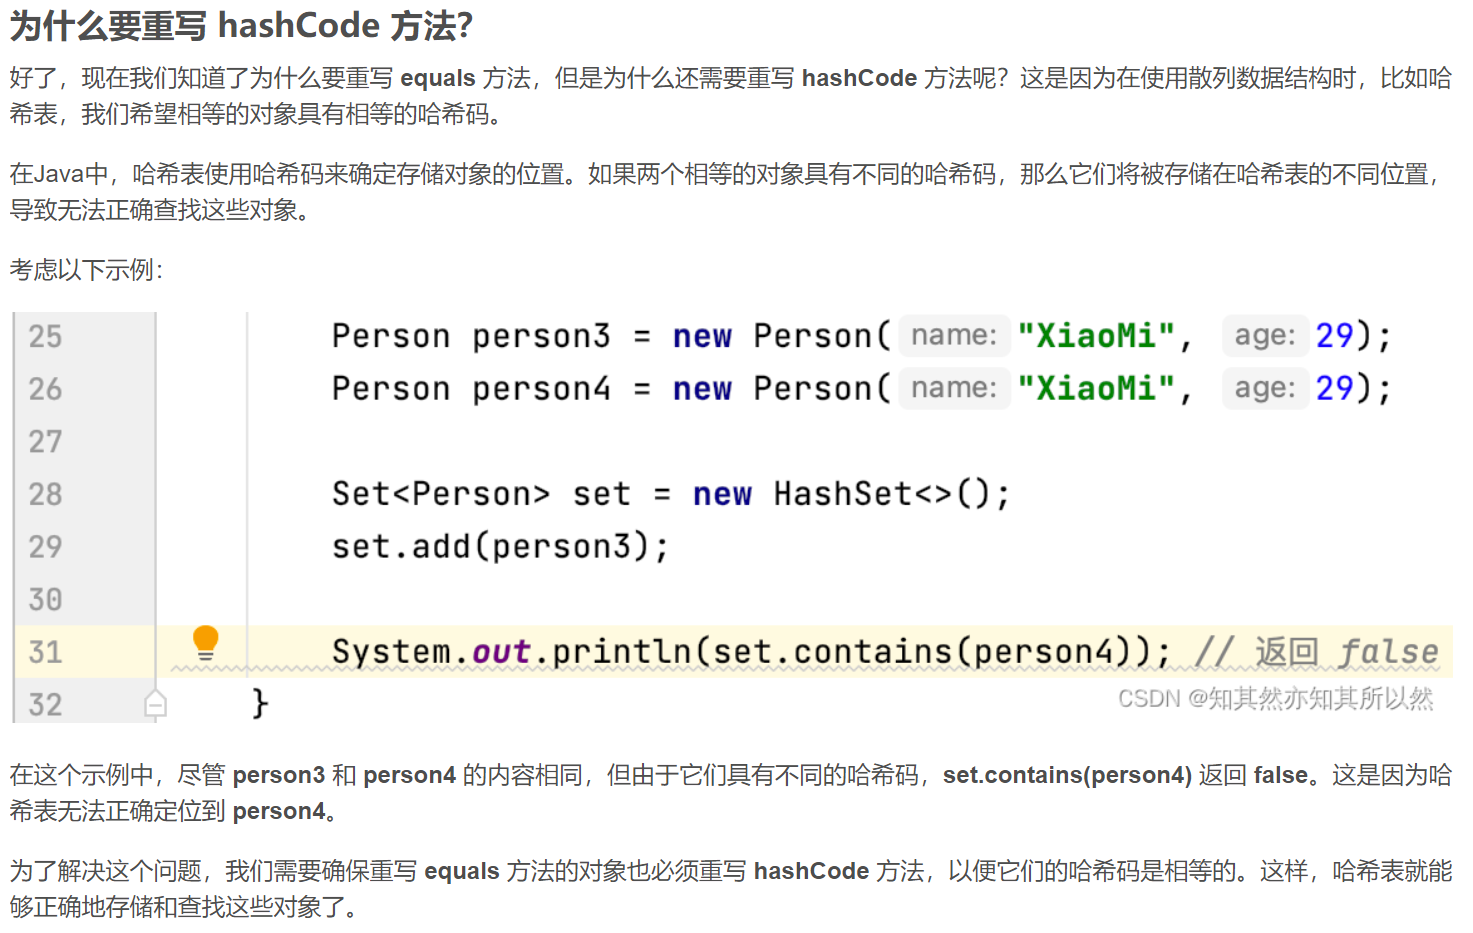 为什么要重写 hashCode 方法？
好了，现在我们知道了为什么要重写 equals 方法，但是为什么还需要重写 hashCode 方法呢？这是因为在使用散列数据结构时，比如哈
希表，我们希望相等的对象具有相等的哈希码。
在Java中，哈希表使用哈希码来确定存储对象的位置。如果两个相等的对象具有不同的哈希码，那么它们将被存储在哈希表的不同位置，
导致无法正确查找这些对象。
考虑以下示例：
25 Person person3 = new Person( name: "XiaoMi", age: 29);
26 Person person4 = new Person( name: "XiaoMi", age: 29);
27
28 Set<Person> set = new HashSet<>();
29 set.add(person3);
30
31 System.out.println(set.contains(person4)); // 返回 false
32 }
CSDN @知其然亦知其所以然
在这个示例中，尽管 person3 和 person4 的内容相同，但由于它们具有不同的哈希码，set.contains(person4) 返回 false。这是因为哈
希表无法正确定位到 person4。
为了解决这个问题，我们需要确保重写 equals 方法的对象也必须重写 hashCode 方法，以便它们的哈希码是相等的。这样，哈希表就能
够正确地存储和查找这些对象了。